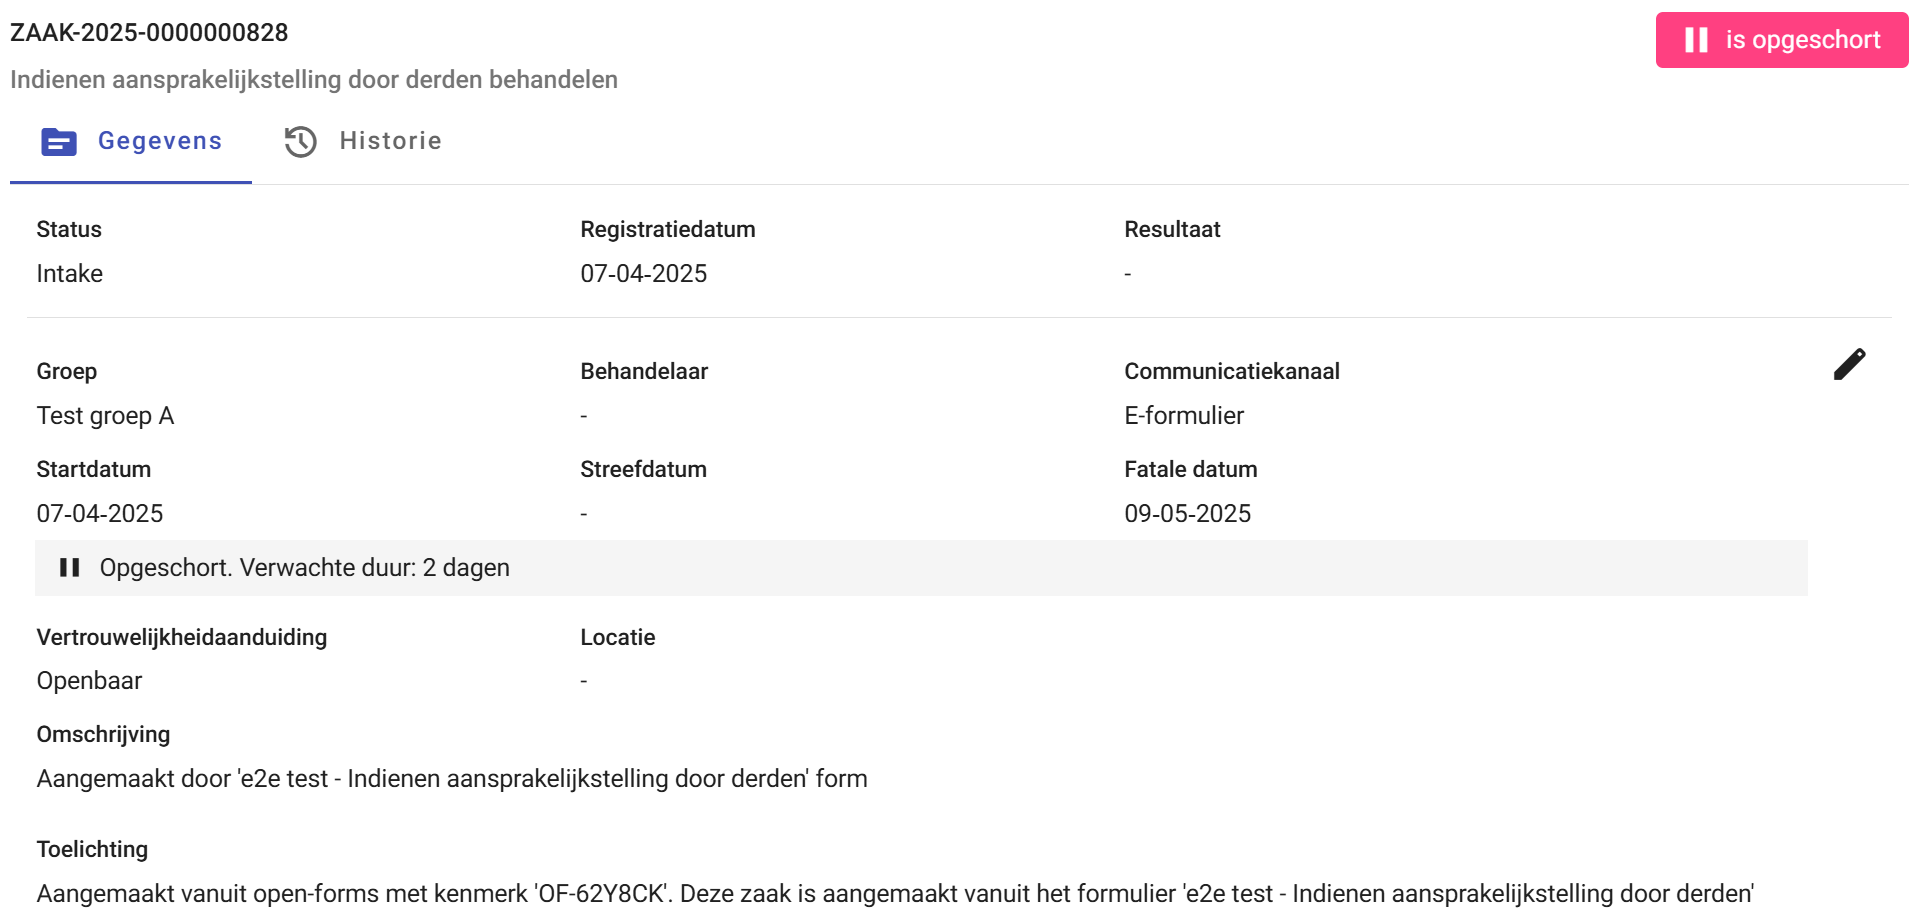 ZAAK-2025-0000000828
is opgeschort
Indienen aansprakelijkstelling door derden behandelen
Gegevens
Historie
Status
Registratiedatum
Resultaat
Intake
07-04-2025
-
Groep
Behandelaar
Communicatiekanaal
Test groep A
-
E-formulier
Startdatum
Streefdatum
Fatale datum
07-04-2025
-
09-05-2025
Opgeschort. Verwachte duur: 2 dagen
Vertrouwelijkheidaanduiding
Locatie
Openbaar
-
Omschrijving
Aangemaakt door 'e2e test - Indienen aansprakelijkstelling door derden' form
Toelichting
Aangemaakt vanuit open-forms met kenmerk 'OF-62Y8CK'. Deze zaak is aangemaakt vanuit het formulier 'e2e test - Indienen aansprakelijkstelling door derden'